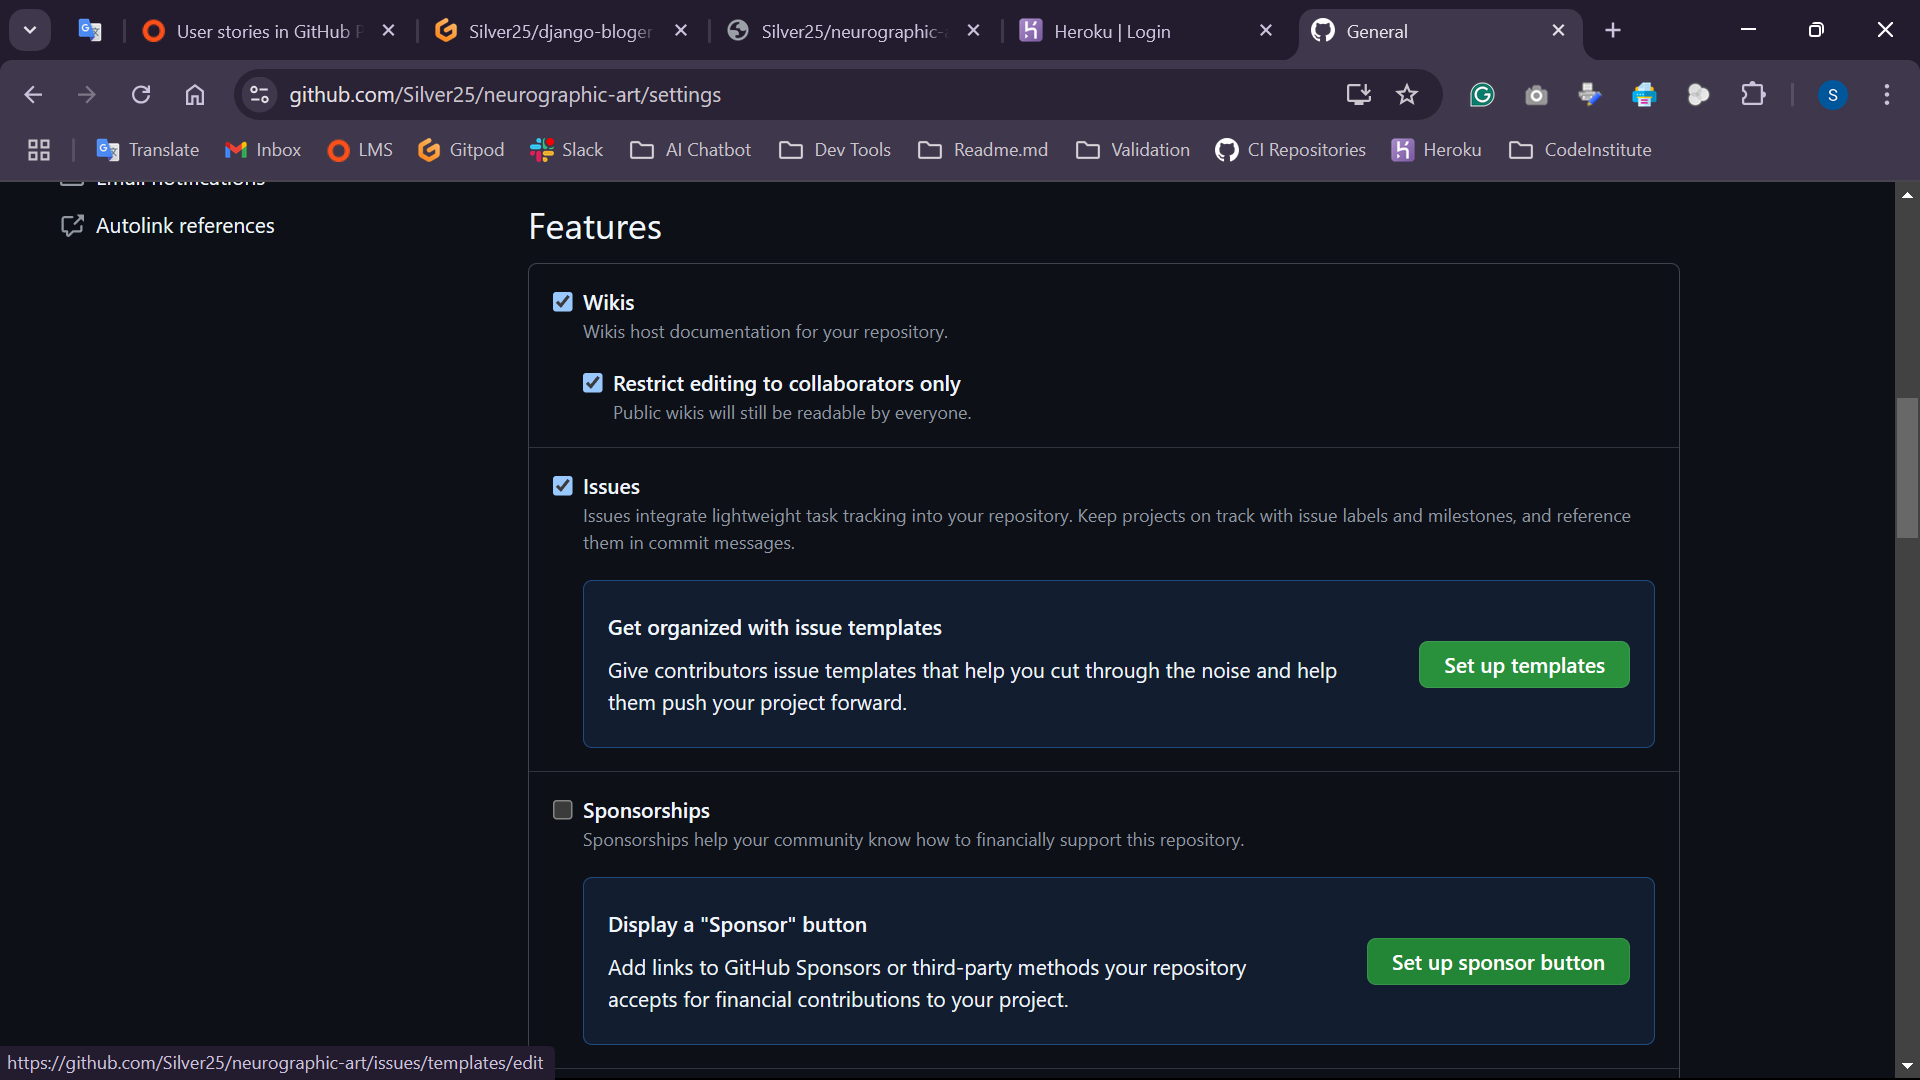 User stories in GitHub
Silver25/django-bloger
Silver25/neurographic-
Heroku | Login
General
github.com/Silver25/neurographic-art/settings
S
Translate
Inbox
LMS
Gitpod
Slack
AI Chatbot
Dev Tools
Readme.md
Validation
CI Repositories
Heroku
CodeInstitute
Email notifications
Autolink references
Features
Wikis
Wikis host documentation for your repository.
Restrict editing to collaborators only
Public wikis will still be readable by everyone.
Issues
Issues integrate lightweight task tracking into your repository. Keep projects on track with issue labels and milestones, and reference
them in commit messages.
Get organized with issue templates
Give contributors issue templates that help you cut through the noise and help
them push your project forward.
Set up templates
Sponsorships
Sponsorships help your community know how to financially support this repository.
Display a "Sponsor" button
Add links to GitHub Sponsors or third-party methods your repository
accepts for financial contributions to your project.
Set up sponsor button
https://github.com/Silver25/neurographic-art/issues/templates/edit